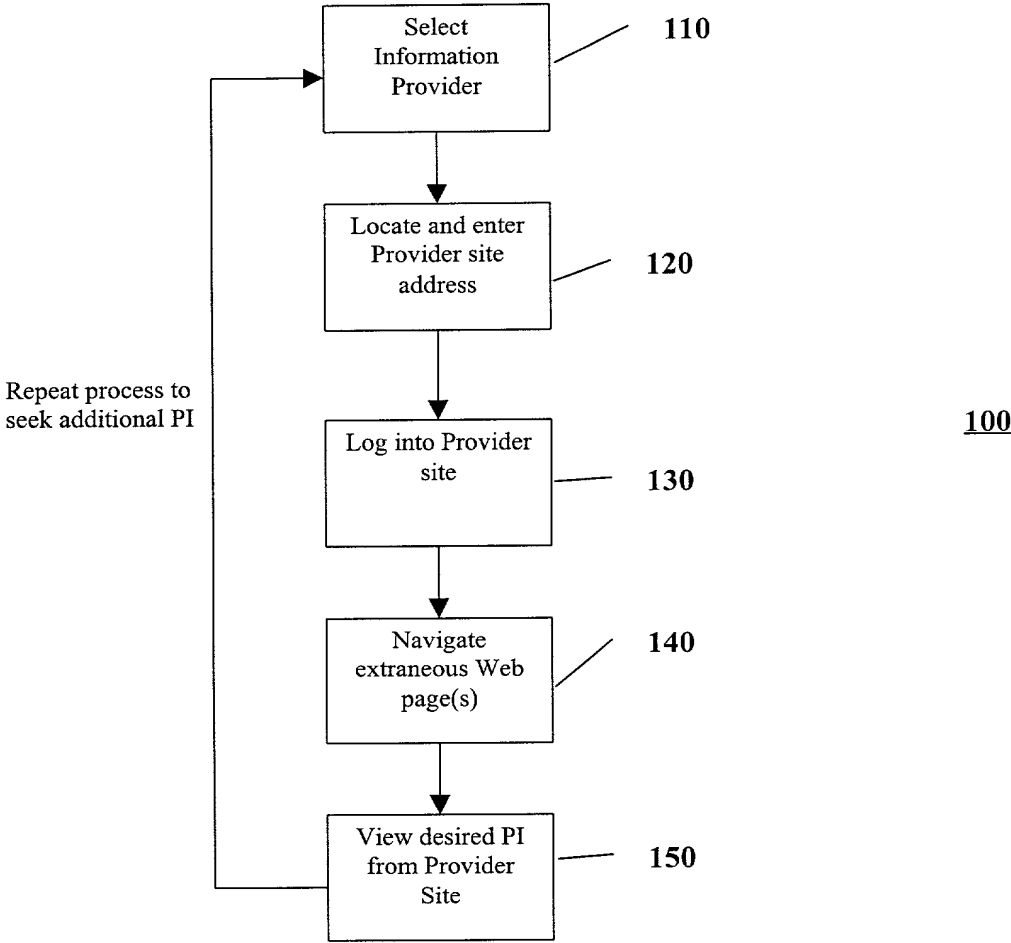 Select
Information
Provider
110
Locate and enter
Provider site
address
120
Repeat process to
seek additional PI
100
Log into Provider
site
130
Navigate
extraneous Web
page(s)
140
View desired PI
from Provider
Site
150